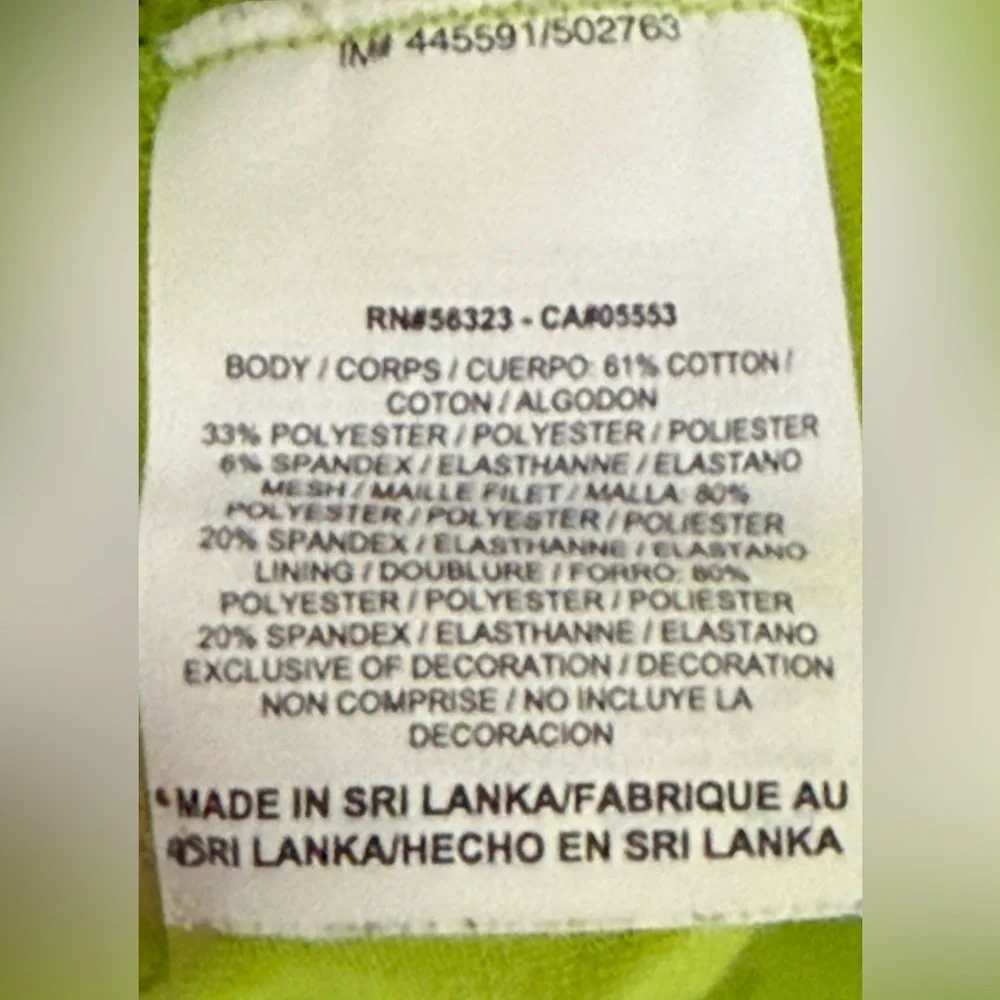 IM# 445591/502763
RN#56323 - CA#05553
BODY / CORPS / CUERPO: 61% COTTON /
COTON / ALGODON
33% POLYESTER / POLYESTER / POLIESTER
6% SPANDEX / ELASTHANNE / ELASTANO
MESH / MAILLE FILET / MALLA: 80%
POLYESTER / POLYESTER / POLIESTER
20% SPANDEX / ELASTHANNE / ELASTANO
LINING / DOUBLURE / FORRO: 80%
POLYESTER / POLYESTER / POLIESTER
20% SPANDEX / ELASTHANNE / ELASTANO
EXCLUSIVE OF DECORATION / DECORATION
NON COMPRISE / NO INCLUYE LA
DECORACION
MADE IN SRI LANKA/FABRIQUE AU
SRI LANKA/HECHO EN SRI LANKA